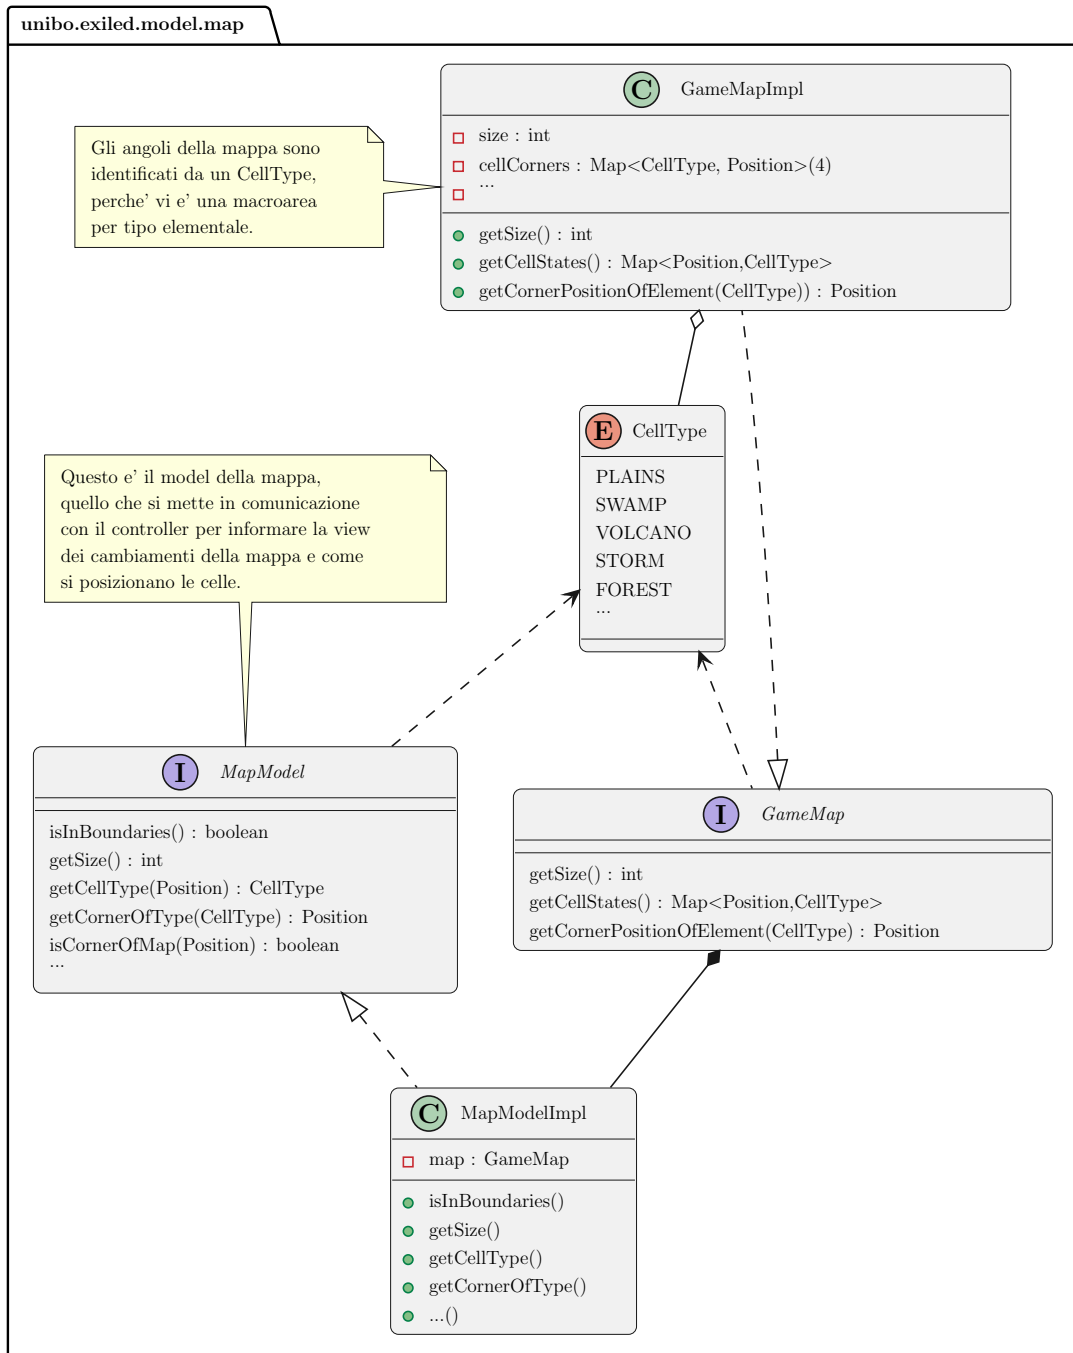 unibo.exiled.model.map
C GameMapImpl
size : int
cellCorners : Map<CellType, Position>(4)
...
getSize() : int
getCellStates() : Map<Position,CellType>
getCornerPositionOfElement(CellType)) : Position
Gli angoli della mappa sono
identificati da un CellType,
perche' vi e' una macroarea
per tipo elementale.
E CellType
PLAINS
SWAMP
VOLCANO
STORM
FOREST
...
Questo e' il model della mappa,
quello che si mette in comunicazione
con il controller per informare la view
dei cambiamenti della mappa e come
si posizionano le celle.
I MapModel
isInBoundaries() : boolean
getSize() : int
getCellType(Position) : CellType
getCornerOfType(CellType) : Position
isCornerOfMap(Position) : boolean
...
I GameMap
getSize() : int
getCellStates() : Map<Position,CellType>
getCornerPositionOfElement(CellType) : Position
C MapModelImpl
map : GameMap
isInBoundaries()
getSize()
getCellType()
getCornerOfType()
...()